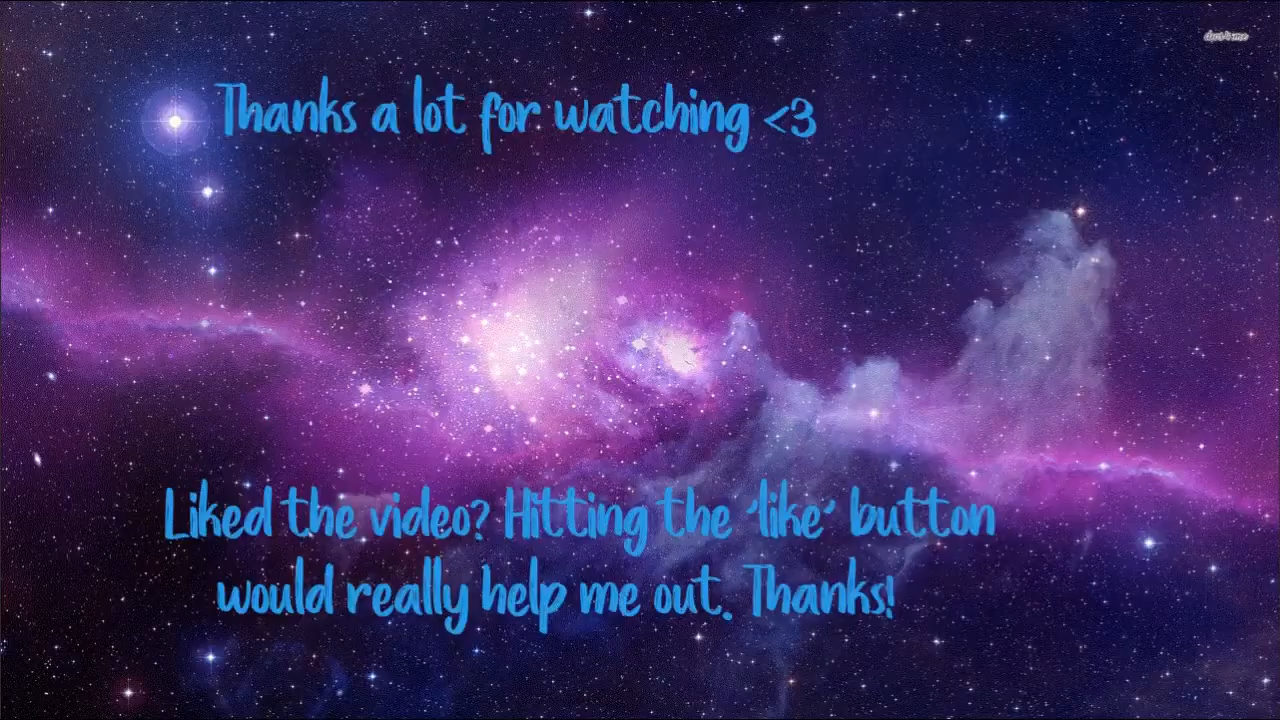 Thanks a lot for watching <3
Liked the video? Hitting the 'like' button
would really help me out. Thanks!